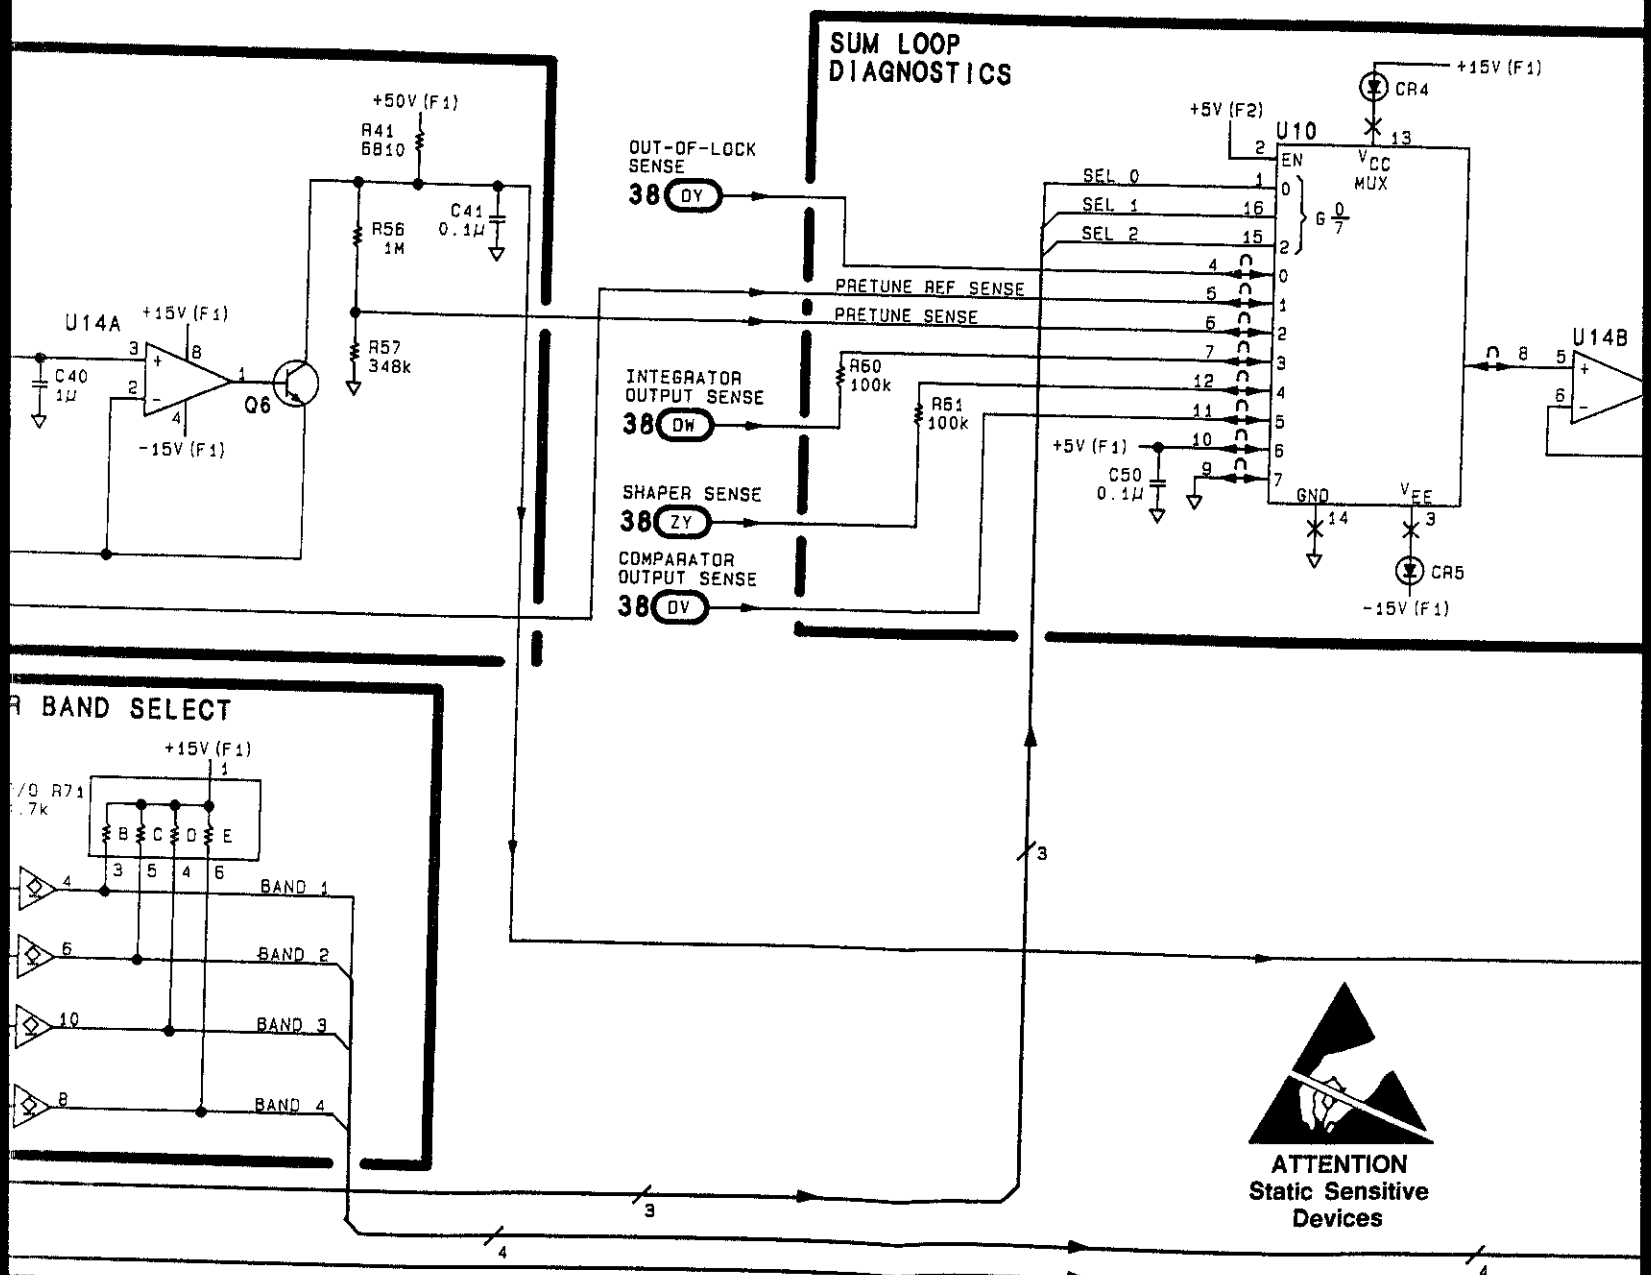 SUM LOOP
DIAGNOSTICS
+15V(F1)
CR4
+5V(F2)
U10
13
2
EN
VCC
MUX
SEL 0
1
0
SEL 1
16
G 0/7
SEL 2
15
2
OUT-OF-LOCK
SENSE
38 DY
4
0
PRETUNE REF SENSE
5
1
PRETUNE SENSE
6
2
7
3
R60
100k
12
4
INTEGRATOR
OUTPUT SENSE
38 DW
R61
100k
11
5
+5V(F1)
10
6
C50
0.1µ
9
7
GND
14
VEE
3
SHAPER SENSE
38 ZY
COMPARATOR
OUTPUT SENSE
38 DV
CR5
-15V(F1)
8
U14B
5
+
6
-
+50V(F1)
R41
6810
C41
0.1µ
R56
1M
U14A
+15V(F1)
3
+
8
1
2
-
4
-15V(F1)
C40
1µ
Q6
R57
348k
BAND SELECT
+15V(F1)
1
/O R71
.7k
B C D E
3 5 4 6
4
BAND 1
6
BAND 2
10
BAND 3
8
BAND 4
3
3
4
4
ATTENTION
Static Sensitive
Devices